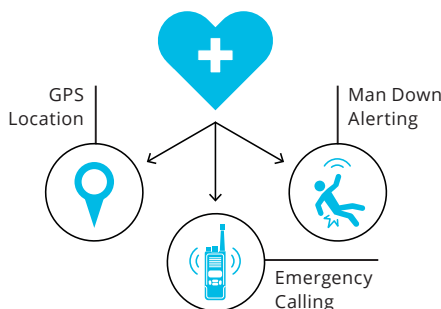 GPS
Location
Man Down
Alerting
Emergency
Calling